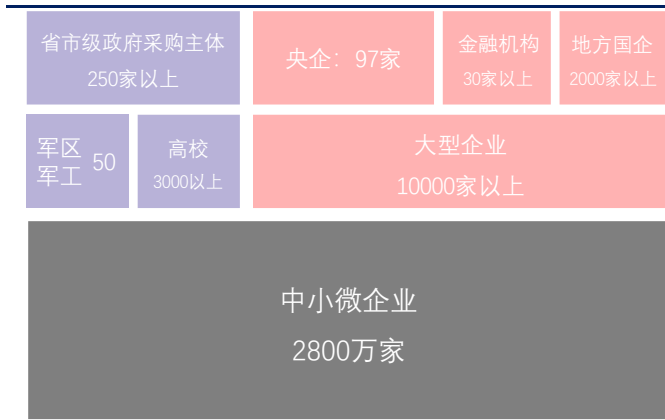 省市级政府采购主体
250家以上
央企：97家
金融机构
30家以上
地方国企
2000家以上
军区
军工
50
高校
3000以上
大型企业
10000家以上
中小微企业
2800万家